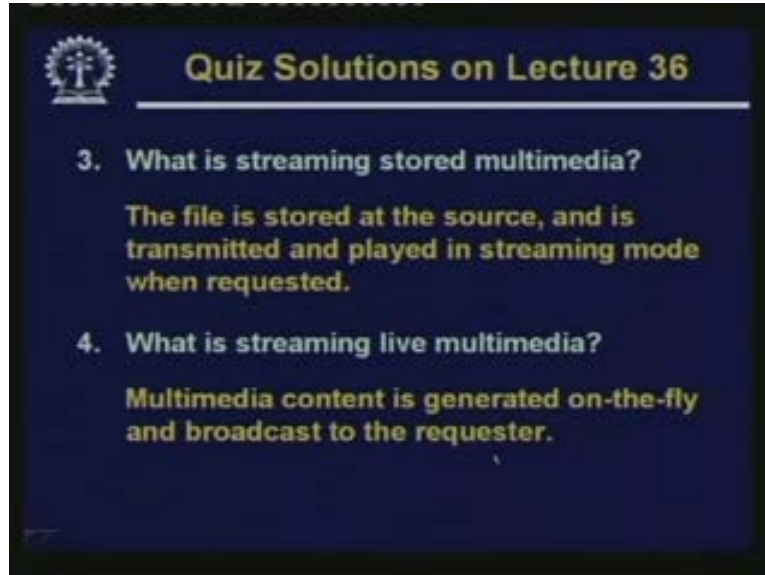 Quiz Solutions on Lecture 36
3. What is streaming stored multimedia?
The file is stored at the source, and is
transmitted and played in streaming mode
when requested.
4. What is streaming live multimedia?
Multimedia content is generated on-the-fly
and broadcast to the requester.